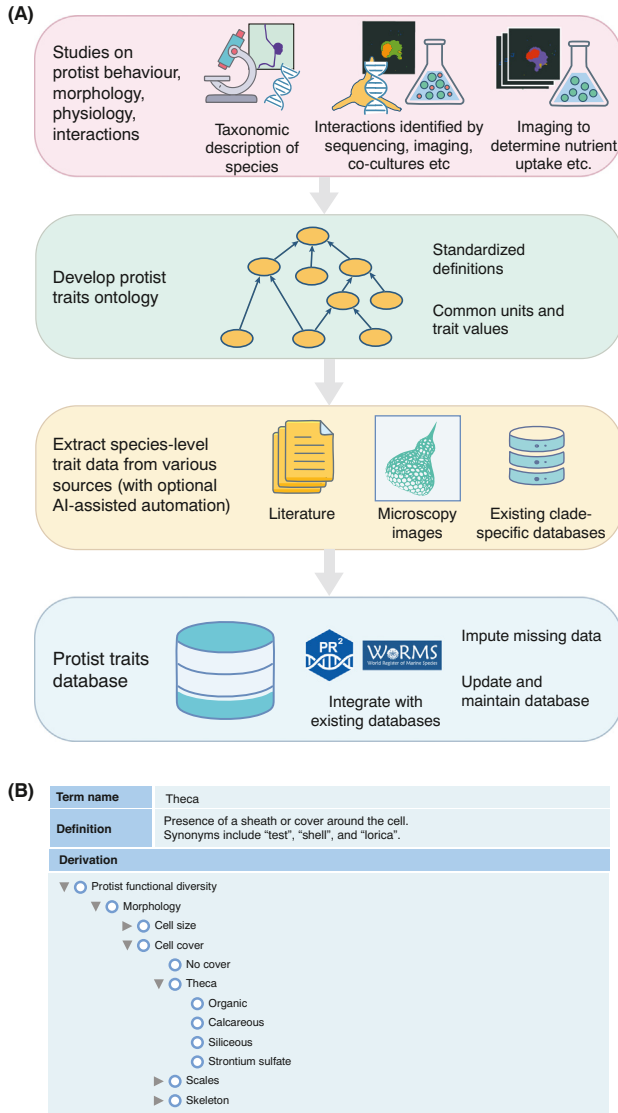 (A)
Studies on
protist behaviour,
morphology,
physiology,
interactions
Taxonomic
description of
species
Interactions identified by
sequencing, imaging,
co-cultures etc
Imaging to
determine nutrient
uptake etc.
Develop protist
traits ontology
Standardized
definitions
Common units and
trait values
Extract species-level
trait data from various
sources (with optional
AI-assisted automation)
Literature
Microscopy
images
Existing clade-
specific databases
Protist traits
database
PR2
WoRMS
World Register of Marine Species
Integrate with
existing databases
Impute missing data
Update and
maintain database
(B)
Term name
Theca
Definition
Presence of a sheath or cover around the cell.
Synonyms include “test”, “shell”, and “lorica”.
Derivation
Protist functional diversity
Morphology
Cell size
Cell cover
No cover
Theca
Organic
Calcareous
Siliceous
Strontium sulfate
Scales
Skeleton